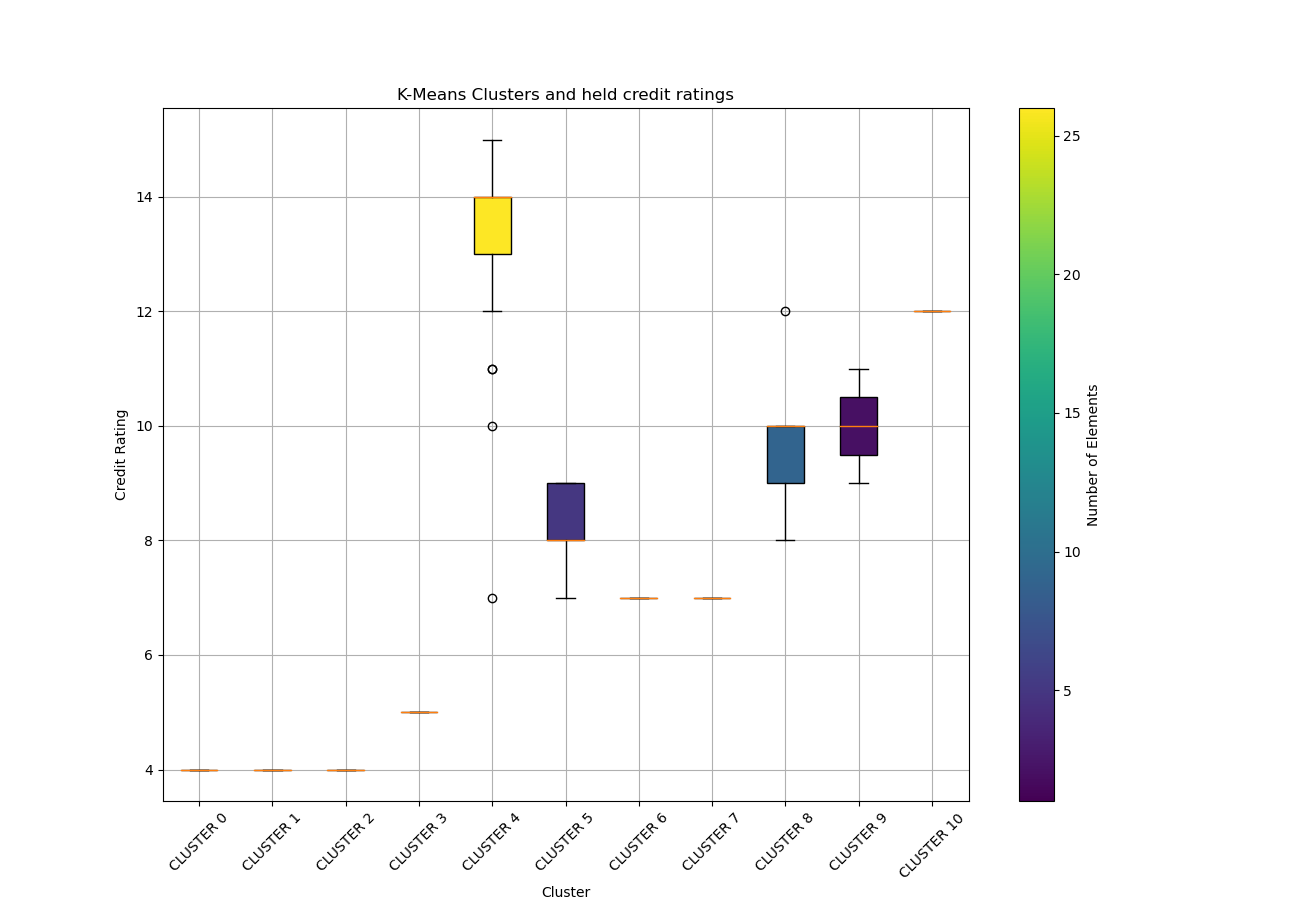 K-Means Clusters and held credit ratings
Credit Rating
14
12
10
8
6
4
CLUSTER 0
CLUSTER 1
CLUSTER 2
CLUSTER 3
CLUSTER 4
CLUSTER 5
CLUSTER 6
CLUSTER 7
CLUSTER 8
CLUSTER 9
CLUSTER 10
Cluster
25
20
15
10
5
Number of Elements